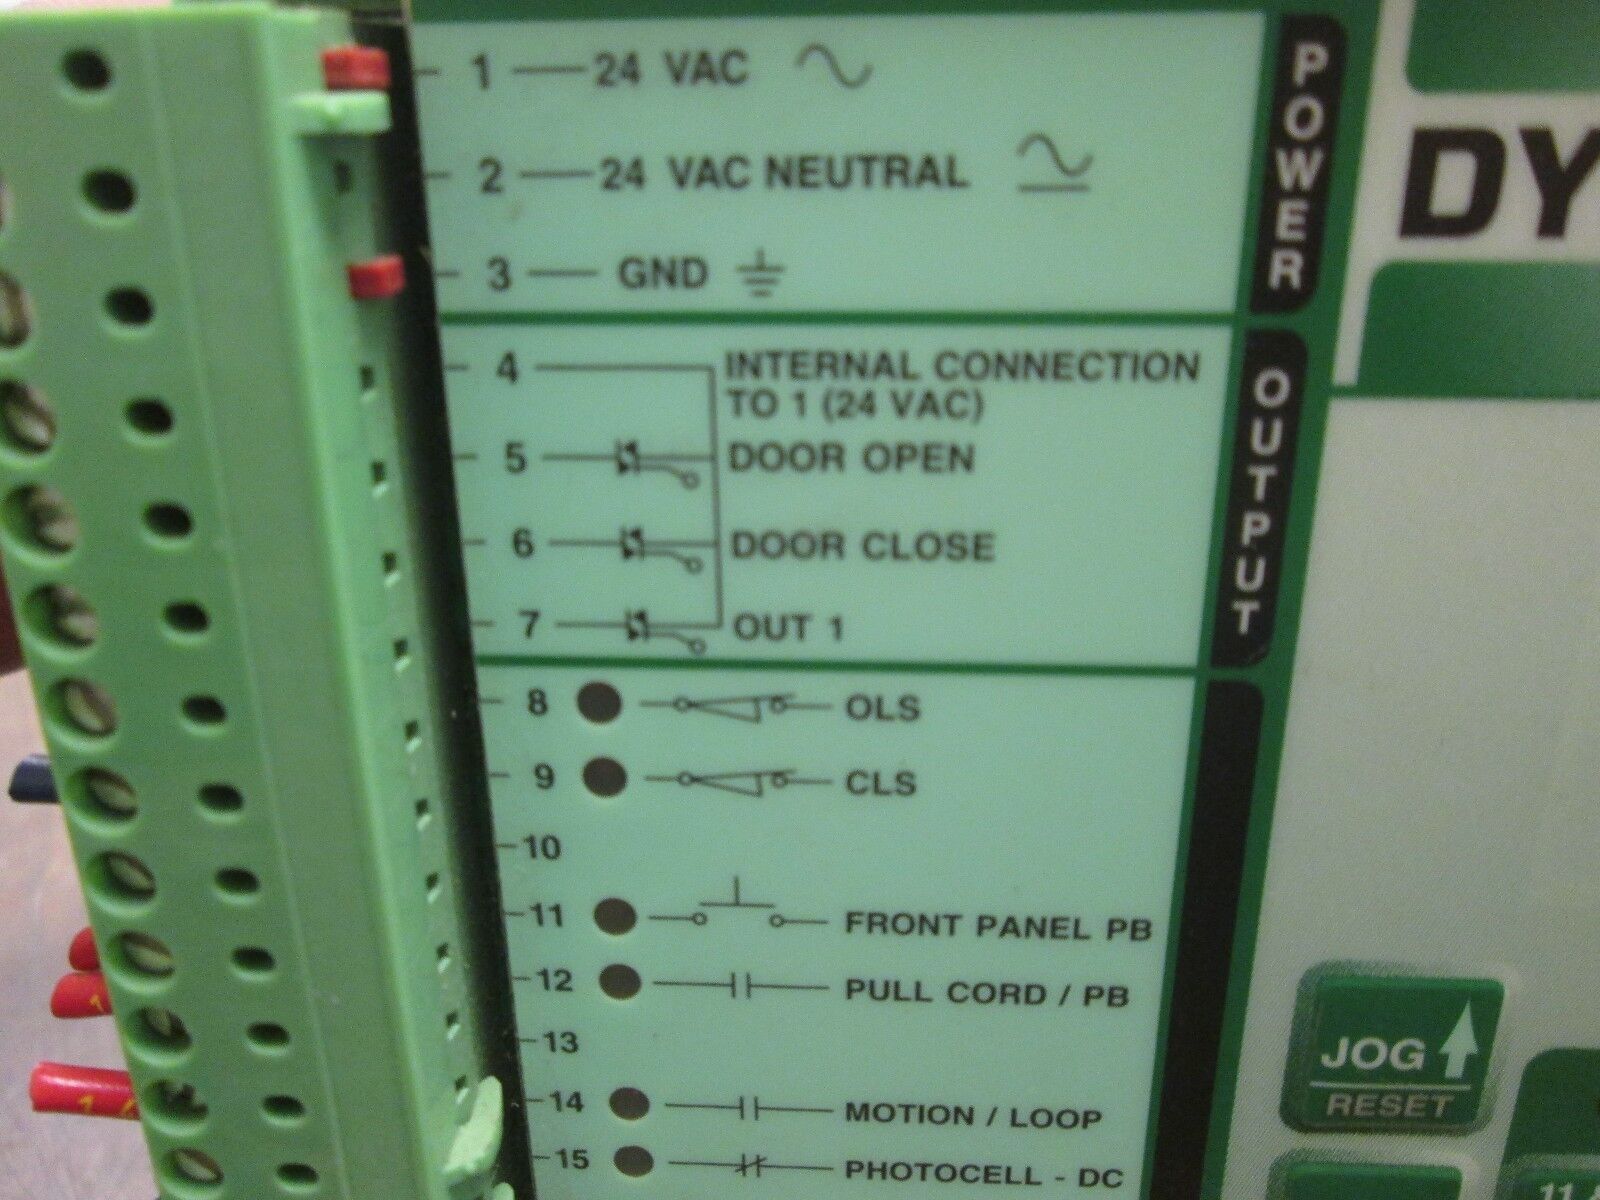 1 24 VAC
2 24 VAC NEUTRAL
3 GND
POWER
DY
4 INTERNAL CONNECTION
TO 1 (24 VAC)
5 DOOR OPEN
6 DOOR CLOSE
7 OUT 1
OUTPUT
8 OLS
9 CLS
10
11 FRONT PANEL PB
12 PULL CORD / PB
13
14 MOTION / LOOP
15 PHOTOCELL - DC
JOG
RESET